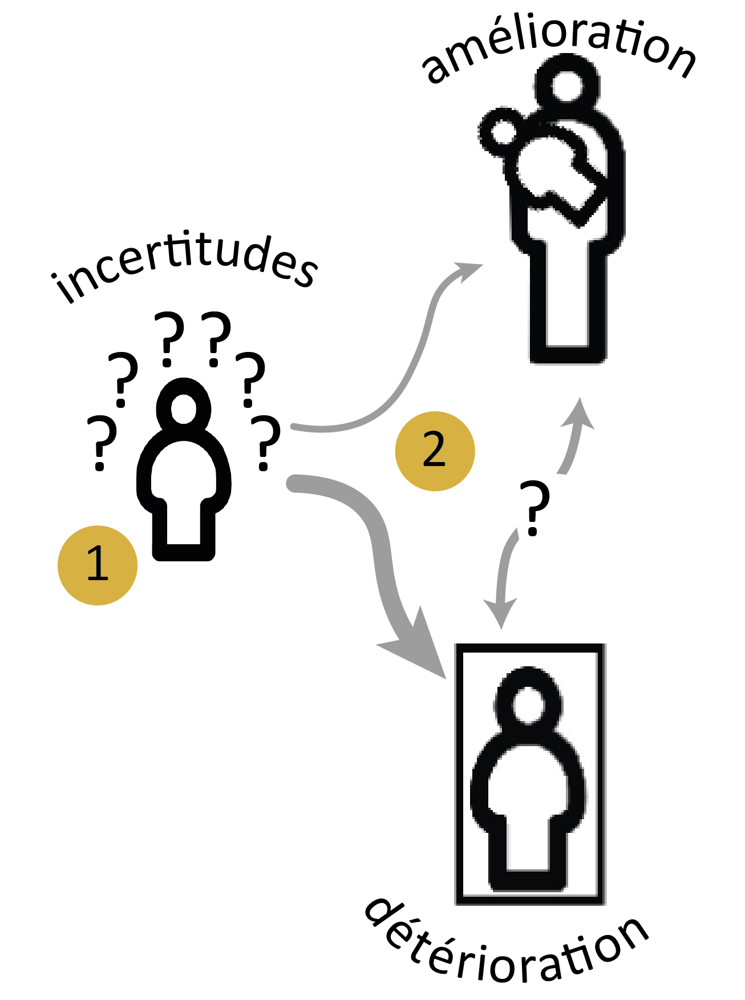 amélioration
incertitudes
? ?
? ?
? ?
2
?
1
détérioration